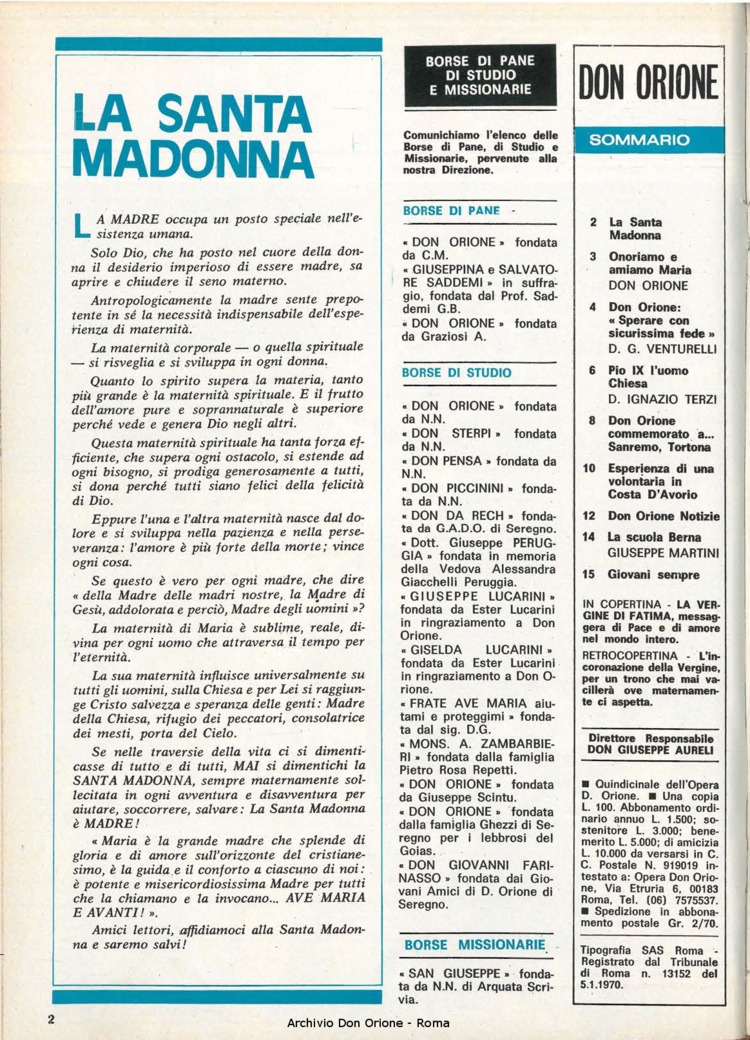 LA SANTA
MADONNA
LA MADRE occupa un posto speciale nell'e-
sistenza umana.
Solo Dio, che ha posto nel cuore della don-
na il desiderio imperioso di essere madre, sa
aprire e chiudere il seno materno.
Antropologicamente la madre sente prepo-
tente in sé la necessità indispensabile dell'espe-
rienza di maternità.
La maternità corporale — o quella spirituale
— si risveglia e si sviluppa in ogni donna.
Quanto lo spirito supera la materia, tanto
più grande è la maternità spirituale. E il frutto
dell'amore pure e soprannaturale è superiore
perché vede e genera Dio negli altri.
Questa maternità spirituale ha tanta forza ef-
ficiente, che supera ogni ostacolo, si estende ad
ogni bisogno, si prodiga generosamente a tutti,
si dona perché tutti siano felici della felicità
di Dio.
Eppure l'una e l'altra maternità nasce dal do-
lore e si sviluppa nella pazienza e nella perse-
veranza: l'amore è più forte della morte; vince
ogni cosa.
Se questo è vero per ogni madre, che dire
« della Madre delle madri nostre, la Madre di
Gesù, addolorata e perciò, Madre degli uomini »?
La maternità di Maria è sublime, reale, di-
vina per ogni uomo che attraversa il tempo per
l'eternità.
La sua maternità influisce universalmente su
tutti gli uomini, sulla Chiesa e per Lei si raggiun-
ge Cristo salvezza e speranza delle genti: Madre
della Chiesa, rifugio dei peccatori, consolatrice
dei mesti, porta del Cielo.
Se nelle traversie della vita ci si dimenti-
casse di tutto e di tutti, MAI si dimentichi la
SANTA MADONNA, sempre maternamente sol-
lecitata in ogni avventura e disavventura per
aiutare, soccorrere, salvare: La Santa Madonna
è MADRE!
« Maria è la grande madre che splende di
gloria e di amore sull'orizzonte del cristiane-
simo, è la guida e il conforto a ciascuno di noi:
è potente e misericordiosissima Madre per tutti
che la chiamano e la invocano... AVE MARIA
E AVANTI! ».
Amici lettori, affidiamoci alla Santa Madon-
na e saremo salvi!
BORSE DI PANE
DI STUDIO
E MISSIONARIE
Comunichiamo l'elenco delle
Borse di Pane, di Studio e
Missionarie, pervenute alla
nostra Direzione.
BORSE DI PANE -
« DON ORIONE » fondata
da C.M.
« GIUSEPPINA e SALVATO-
RE SADDEMI » in suffra-
gio, fondata dal Prof. Sad-
demi G.B.
« DON ORIONE » fondata
da Graziosi A.
BORSE DI STUDIO
« DON ORIONE » fondata
da N.N.
« DON STERPI » fondata
da N.N.
« DON PENSA » fondata da
N.N.
« DON PICCININI » fonda-
ta da N.N.
« DON DA RECH » fonda-
ta da G.A.D.O. di Seregno.
« Dott. Giuseppe PERUG-
GIA » fondata in memoria
della Vedova Alessandra
Giacchelli Peruggia.
« GIUSEPPE LUCARINI »
fondata da Ester Lucarini
in ringraziamento a Don
Orione.
« GISELDA LUCARINI »
fondata da Ester Lucarini
in ringraziamento a Don O-
rione.
« FRATE AVE MARIA aiu-
tami e proteggimi » fonda-
ta dal sig. D.G.
« MONS. A. ZAMBARBIE-
RI » fondata dalla famiglia
Pietro Rosa Repetti.
« DON ORIONE » fondata
da Giuseppe Scintu.
« DON ORIONE » fondata
dalla famiglia Ghezzi di Se-
regno per i lebbrosi del
Goias.
« DON GIOVANNI FARI-
NASSO » fondata dai Gio-
vani Amici di D. Orione di
Seregno.
BORSE MISSIONARIE
« SAN GIUSEPPE » fonda-
ta da N.N. di Arquata Scri-
via.
DON ORIONE
SOMMARIO
2 La Santa
Madonna
3 Onoriamo e
amiamo Maria
DON ORIONE
4 Don Orione:
« Sperare con
sicurissima fede »
D. G. VENTURELLI
6 Pio IX l'uomo
Chiesa
D. IGNAZIO TERZI
8 Don Orione
commemorato a...
Sanremo, Tortona
10 Esperienza di una
volontaria in
Costa D'Avorio
12 Don Orione Notizie
14 La scuola Berna
GIUSEPPE MARTINI
15 Giovani sempre
IN COPERTINA - LA VER-
GINE DI FATIMA, messag-
gera di Pace e di amore
nel mondo intero.
RETROCOPERTINA - L'in-
coronazione della Vergine,
per un trono che mai va-
cillerà ove maternamen-
te ci aspetta.
Direttore Responsabile
DON GIUSEPPE AURELI
■ Quindicinale dell'Opera
D. Orione. ■ Una copia
L. 100. Abbonamento ordi-
nario annuo L. 1.500; so-
stenitore L. 3.000; bene-
merito L. 5.000; di amicizia
L. 10.000 da versarsi in C.
C. Postale N. 919019 in-
testato a: Opera Don Orio-
ne, Via Etruria 6, 00183
Roma, Tel. (06) 7575537.
■ Spedizione in abbona-
mento postale Gr. 2/70.
Tipografia SAS Roma -
Registrato dal Tribunale
di Roma n. 13152 del
5.1.1970.
2
Archivio Don Orione - Roma